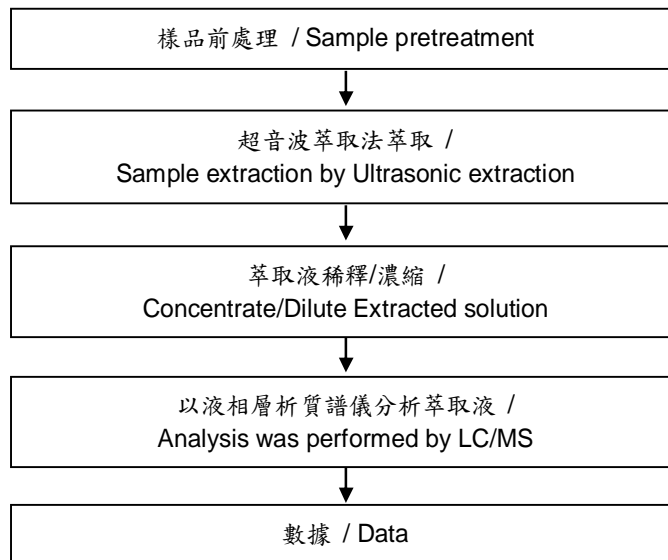 樣品前處理 / Sample pretreatment
超音波萃取法萃取 /
Sample extraction by Ultrasonic extraction
萃取液稀釋/濃縮 /
Concentrate/Dilute Extracted solution
以液相層析質譜儀分析萃取液 /
Analysis was performed by LC/MS
數據 / Data